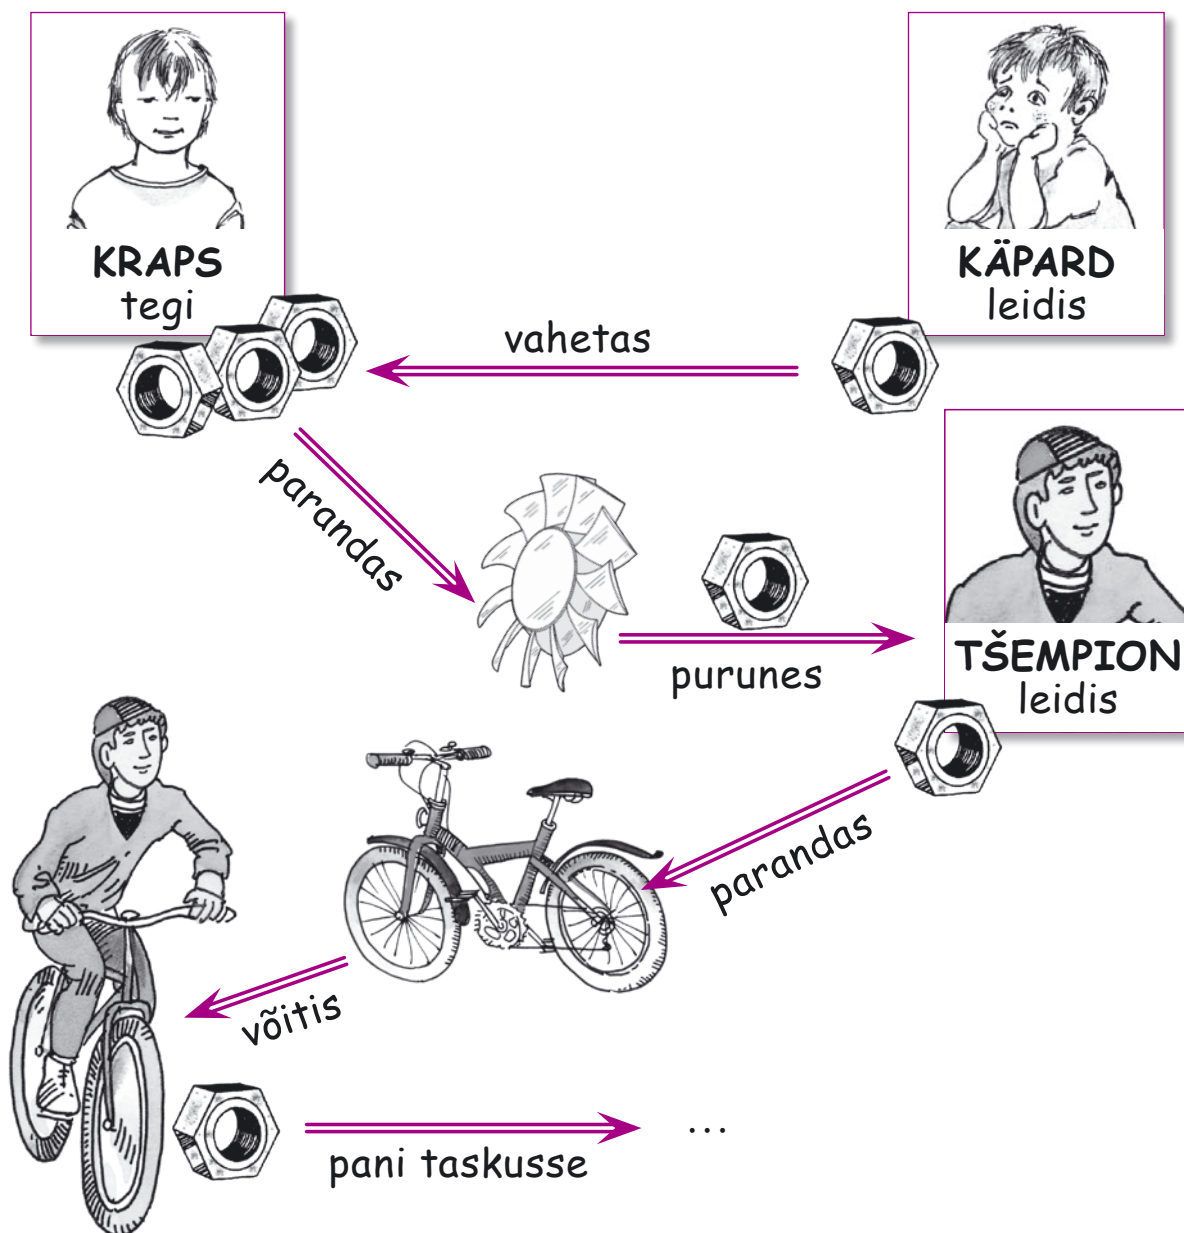 KRAPS
tegi
KÄPARD
leidis
vahetas
parandas
purunes
TŠEMPION
leidis
parandas
võitis
pani taskusse
...